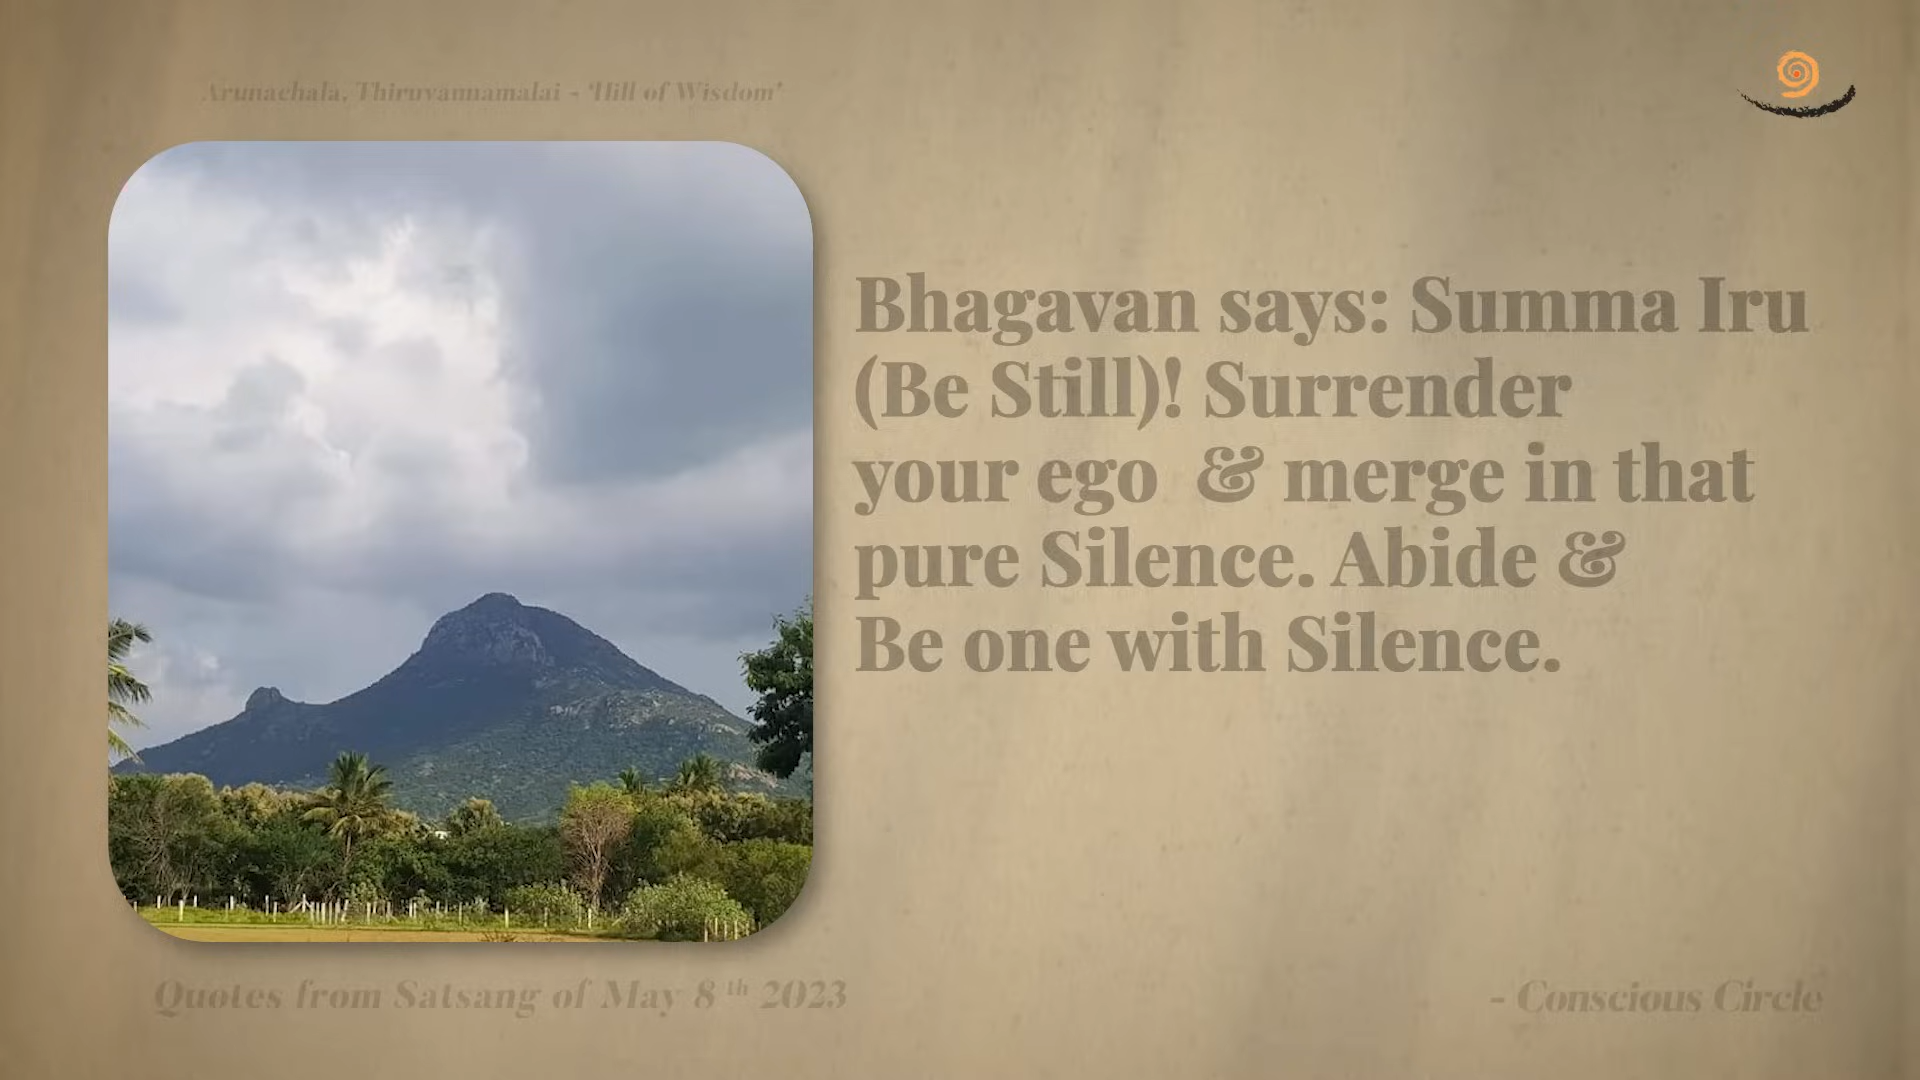 Arunachala, Thiruvannamalai - 'Hill of Wisdom'
Bhagavan says: Summa Iru
(Be Still)! Surrender
your ego & merge in that
pure Silence. Abide &
Be one with Silence.
Quotes from Satsang of May 8th 2023
- Conscious Circle